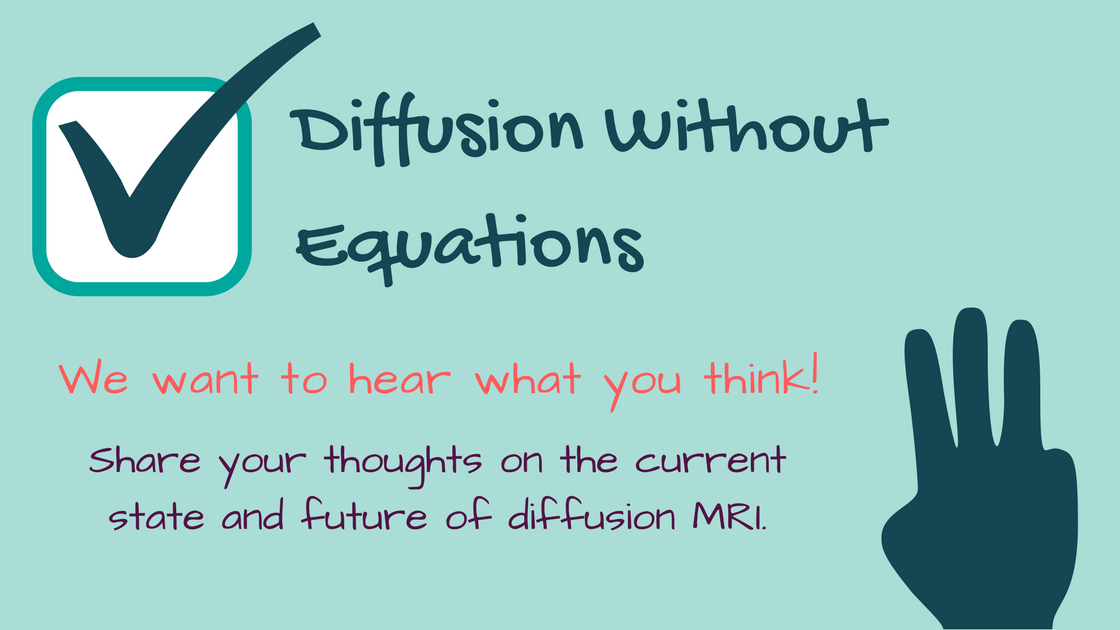 Diffusion Without
Equations
We want to hear what you think!
Share your thoughts on the current
state and future of diffusion MRI.